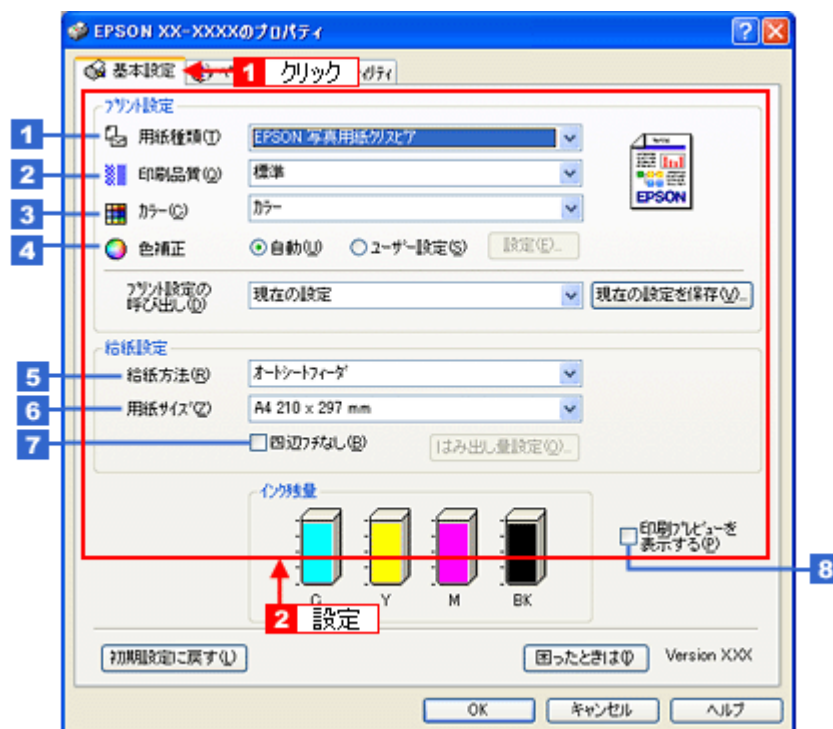 EPSON XX-XXXXのプロパティ
基本設定
1 クリック
プリント設定
1 用紙種類(T) EPSON 写真用紙クリスピア
2 印刷品質(Q) 標準
3 カラー(C) カラー
4 色補正 自動(U) ユーザー設定(S) 設定(E)...
EPSON
プリント設定の
呼び出し(D) 現在の設定 現在の設定を保存(V)...
給紙設定
5 給紙方法(R) オートシートフィーダ
6 用紙サイズ(Z) A4 210 x 297 mm
7 四辺フチなし(B) はみ出し量設定(O)...
インク残量
印刷プレビューを
表示する(P)
8
C Y M BK
2 設定
初期設定に戻す(L) 困ったときは(I) Version XXX
OK キャンセル ヘルプ